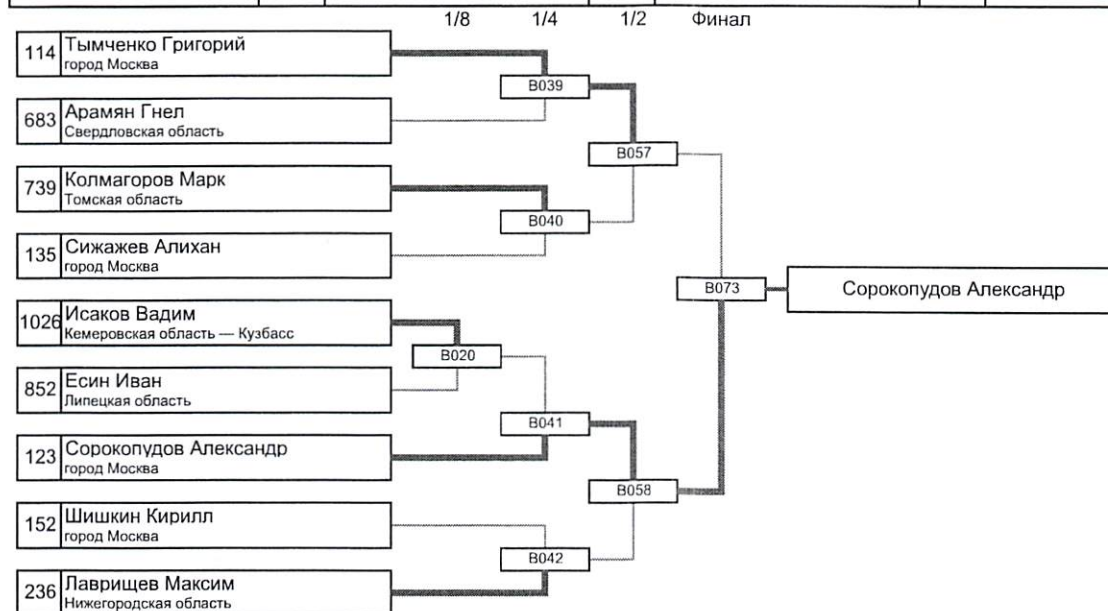 1/8 1/4 1/2 Финал
114 Тымченко Григорий
город Москва
B039
683 Арамян Гнел
Свердловская область
B057
739 Колмагоров Марк
Томская область
B040
135 Сижажев Алихан
город Москва
B073 Сорокопудов Александр
1026 Исаков Вадим
Кемеровская область — Кузбасс
B020
852 Есин Иван
Липецкая область
B041
123 Сорокопудов Александр
город Москва
B058
152 Шишкин Кирилл
город Москва
B042
236 Лаврищев Максим
Нижегородская область